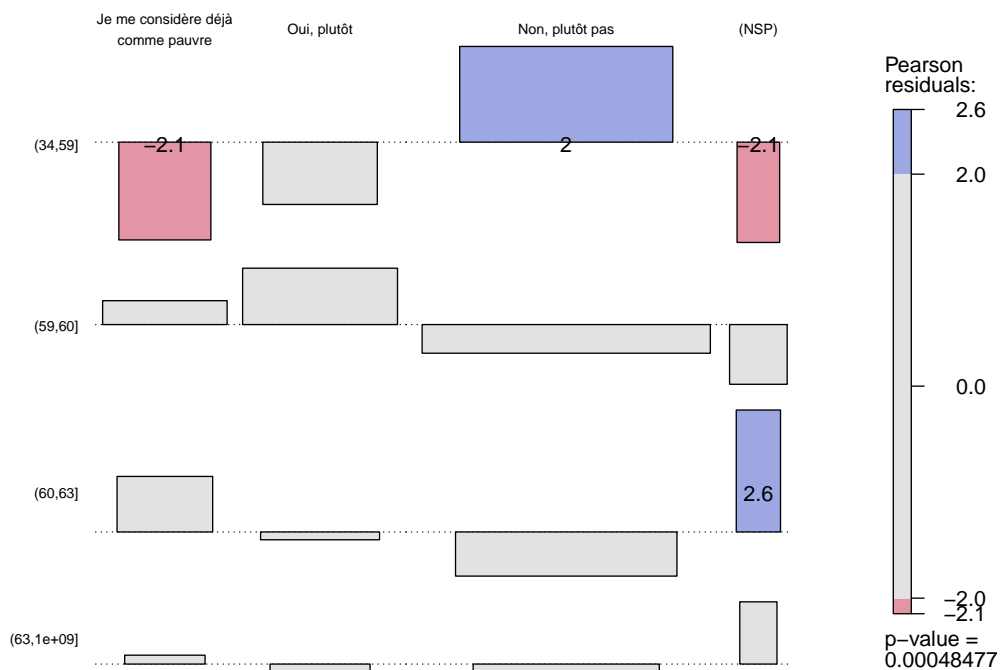 Je me considère déjà
comme pauvre
Oui, plutôt
Non, plutôt pas
(NSP)
Pearson
residuals:
2.6
2.0
0.0
−2.0
−2.1
p−value =
0.00048477
(34,59]
−2.1
2
−2.1
(59,60]
(60,63]
2.6
(63,1e+09]